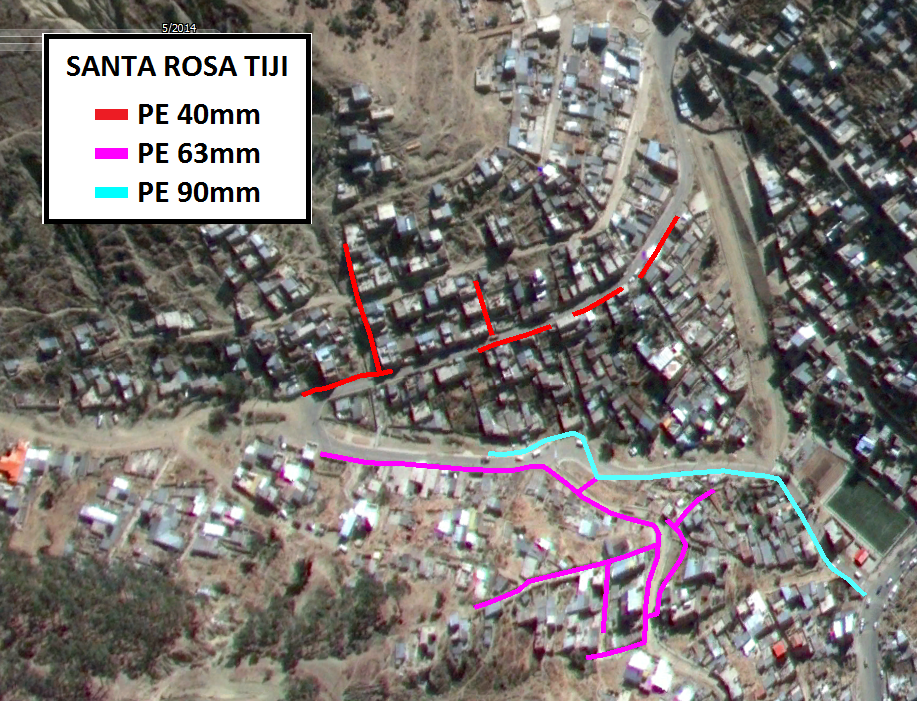 5/2014
SANTA ROSA TIJI
PE 40mm
PE 63mm
PE 90mm